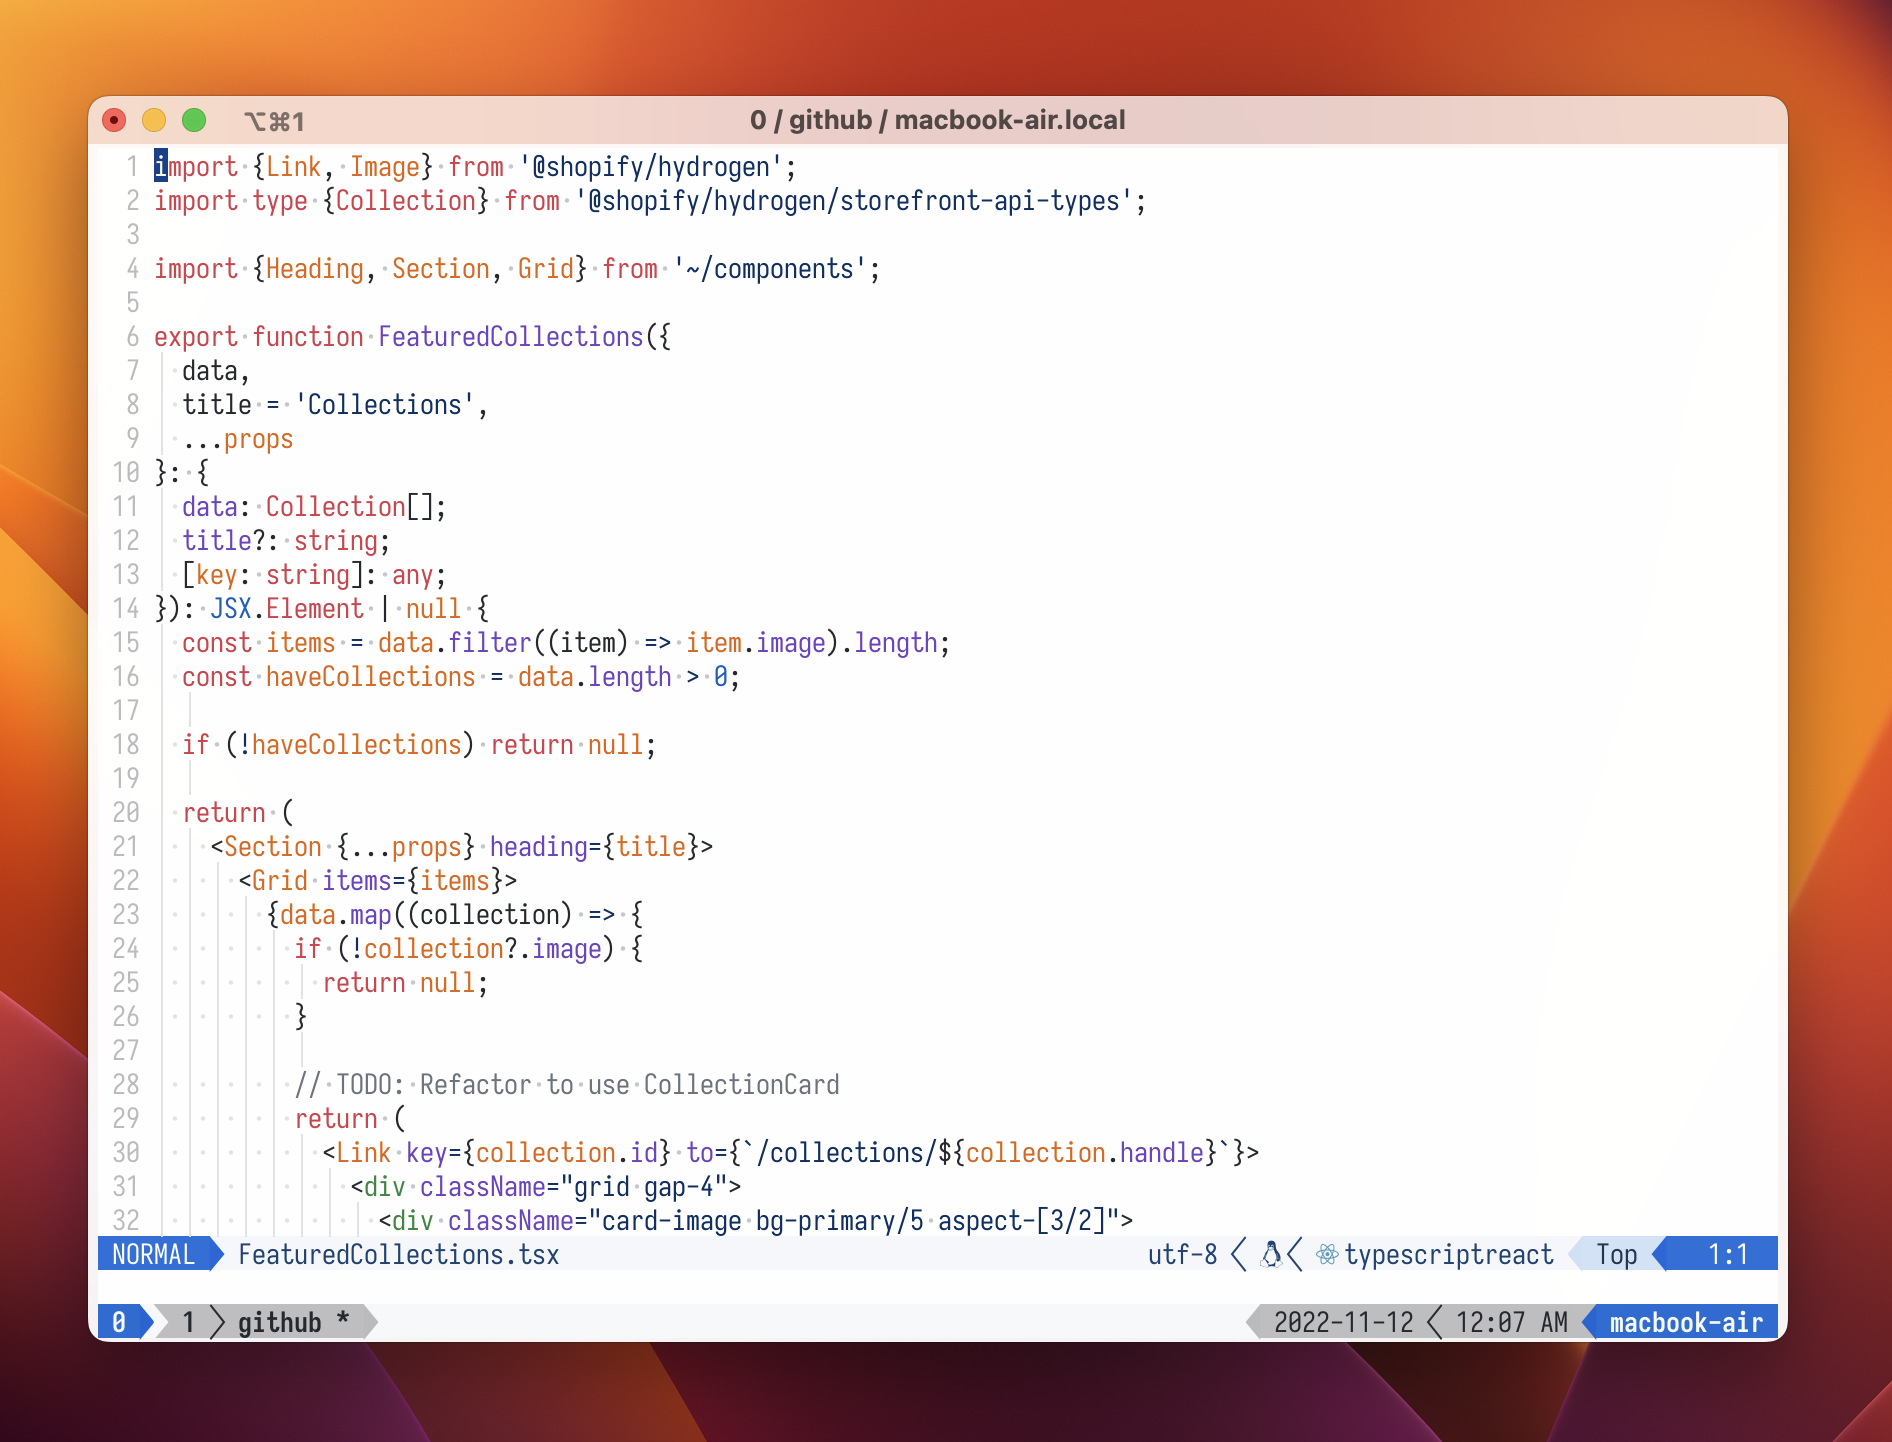 ⌥⌘1 0 / github / macbook-air.local
1 import {Link, Image} from '@shopify/hydrogen';
2 import type {Collection} from '@shopify/hydrogen/storefront-api-types';
3
4 import {Heading, Section, Grid} from '~/components';
5
6 export function FeaturedCollections({
7   data,
8   title = 'Collections',
9   ...props
10 }: {
11   data: Collection[];
12   title?: string;
13   [key: string]: any;
14 }): JSX.Element | null {
15   const items = data.filter((item) => item.image).length;
16   const haveCollections = data.length > 0;
17
18   if (!haveCollections) return null;
19
20   return (
21     <Section {...props} heading={title}>
22       <Grid items={items}>
23         {data.map((collection) => {
24           if (!collection?.image) {
25             return null;
26           }
27
28           // TODO: Refactor to use CollectionCard
29           return (
30             <Link key={collection.id} to={`/collections/${collection.handle}`}>
31               <div className="grid gap-4">
32                 <div className="card-image bg-primary/5 aspect-[3/2]">
NORMAL FeaturedCollections.tsx utf-8 typescriptreact Top 1:1
0 1 github * 2022-11-12 12:07 AM macbook-air